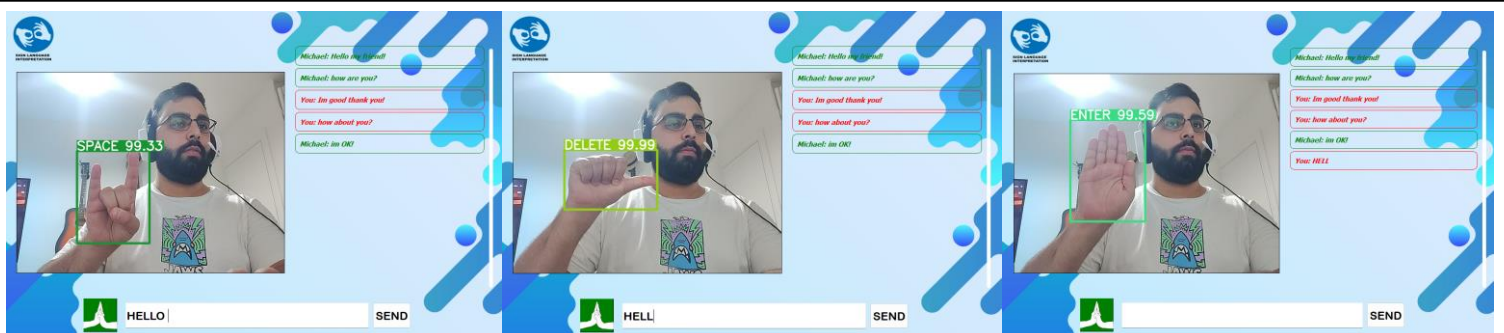 SIGN LANGUAGE
INTERPRETATION
Michael: Hello my friend!
Michael: how are you?
You: Im good thank you!
You: how about you?
Michael: im OK!
SPACE 99.33
JAWS
HELLO
SEND
SIGN LANGUAGE
INTERPRETATION
Michael: Hello my friend!
Michael: how are you?
You: Im good thank you!
You: how about you?
Michael: im OK!
DELETE 99.99
HELL
SEND
SIGN LANGUAGE
INTERPRETATION
Michael: Hello my friend!
Michael: how are you?
You: Im good thank you!
You: how about you?
Michael: im OK!
You: HELL
ENTER 99.59
SEND